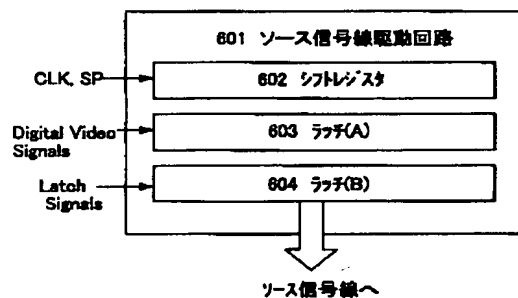 601 ソース信号線駆動回路
CLK, SP
602 シフトレジスタ
Digital Video
Signals
603 ラッチ(A)
Latch
Signals
604 ラッチ(B)
ソース信号線へ